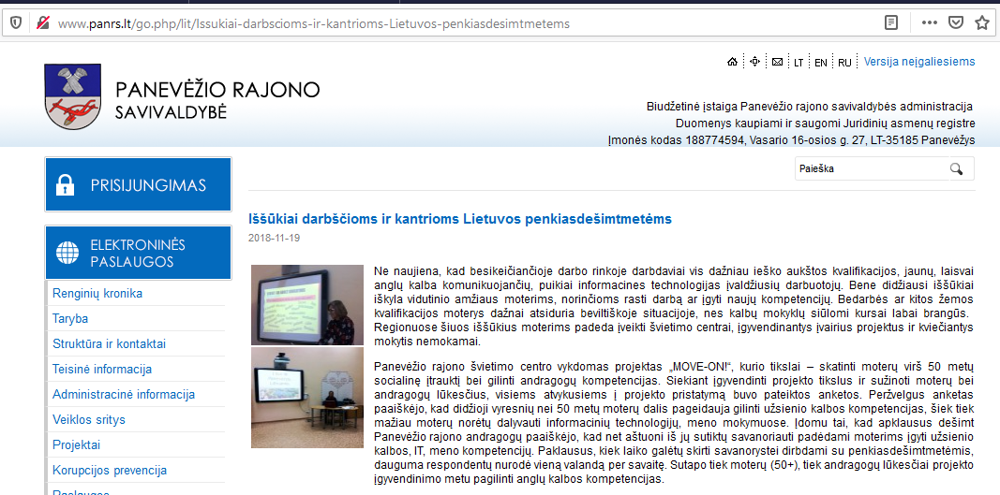 www.panrs.lt/go.php/lit/Issukiai-darbscioms-ir-kantrioms-Lietuvos-penkiasdesimtmetems
LT EN RU Versija neįgaliesiems
PANEVĖŽIO RAJONO
SAVIVALDYBĖ
Biudžetinė įstaiga Panevėžio rajono savivaldybės administracija
Duomenys kaupiami ir saugomi Juridinių asmenų registre
Įmonės kodas 188774594, Vasario 16-osios g. 27, LT-35185 Panevėžys
Paieška
PRISIJUNGIMAS
ELEKTRONINĖS
PASLAUGOS
Renginių kronika
Taryba
Struktūra ir kontaktai
Teisinė informacija
Administracinė informacija
Veiklos sritys
Projektai
Korupcijos prevencija
Paslaugos
Iššūkiai darbščioms ir kantrioms Lietuvos penkiasdešimtmetėms
2018-11-19
Ne naujiena, kad besikeičiančioje darbo rinkoje darbdaviai vis dažniau ieško aukštos kvalifikacijos, jaunų, laisvai
anglų kalba komunikuojančių, puikiai informacines technologijas įvaldžiusių darbuotojų. Bene didžiausi iššūkiai
iškyla vidutinio amžiaus moterims, norinčioms rasti darbą ar įgyti naujų kompetencijų. Bedarbės ar kitos žemos
kvalifikacijos moterys dažnai atsiduria beviltiškoje situacijoje, nes kalbų mokyklų siūlomi kursai labai brangūs.
Regionuose šiuos iššūkius moterims padeda įveikti švietimo centrai, įgyvendinantys įvairius projektus ir kviečiantys
mokytis nemokamai.
Panevėžio rajono švietimo centro vykdomas projektas „MOVE-ON!“, kurio tikslai – skatinti moterų virš 50 metų
socialinę įtrauktį bei gilinti andragogų kompetencijas. Siekiant įgyvendinti projekto tikslus ir sužinoti moterų bei
andragogų lūkesčius, visiems atvykusiems į projekto pristatymą buvo pateiktos anketos. Peržvelgus anketas
paaiškėjo, kad didžioji vyresnių nei 50 metų moterų dalis pageidauja gilinti užsienio kalbos kompetencijas, šiek tiek
mažiau moterų norėtų dalyvauti informacinių technologijų, meno mokymuose. Įdomu tai, kad apklausus dešimt
Panevėžio rajono andragogų paaiškėjo, kad net aštuoni iš jų sutiktų savanoriauti padėdami moterims įgyti užsienio
kalbos, IT, meno kompetencijų. Paklausus, kiek laiko galėtų skirti savanorystei dirbdami su penkiasdešimtmetėmis,
dauguma respondentų nurodė vieną valandą per savaitę. Sutapo tiek moterų (50+), tiek andragogų lūkesčiai projekto
įgyvendinimo metu pagilinti anglų kalbos kompetencijas.